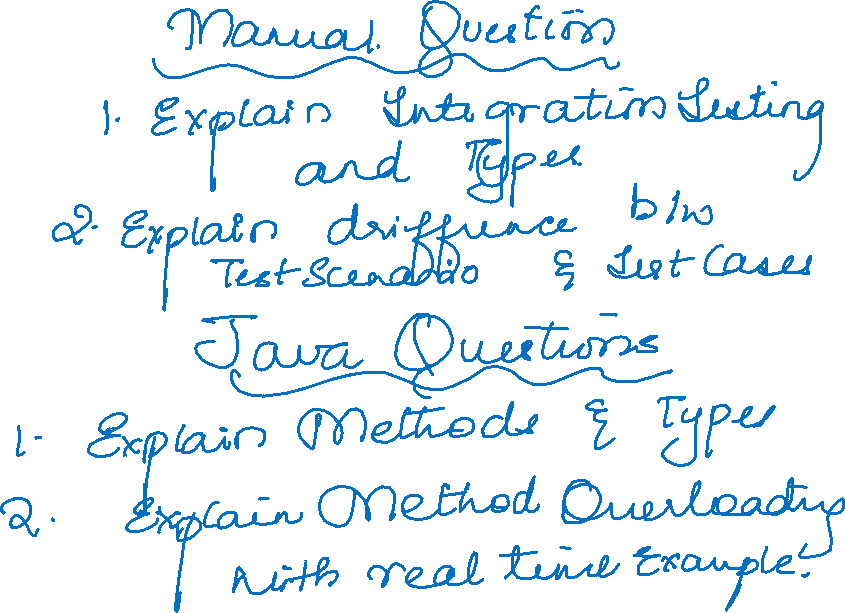 Manual Question
1. Explain Integration Testing
and Types
2. Explain driffrence b/w
Test Scenario & Test Cases
Java Questions
1- Explain Methods & Types
2. Explain Method Overloading
with real time Example.